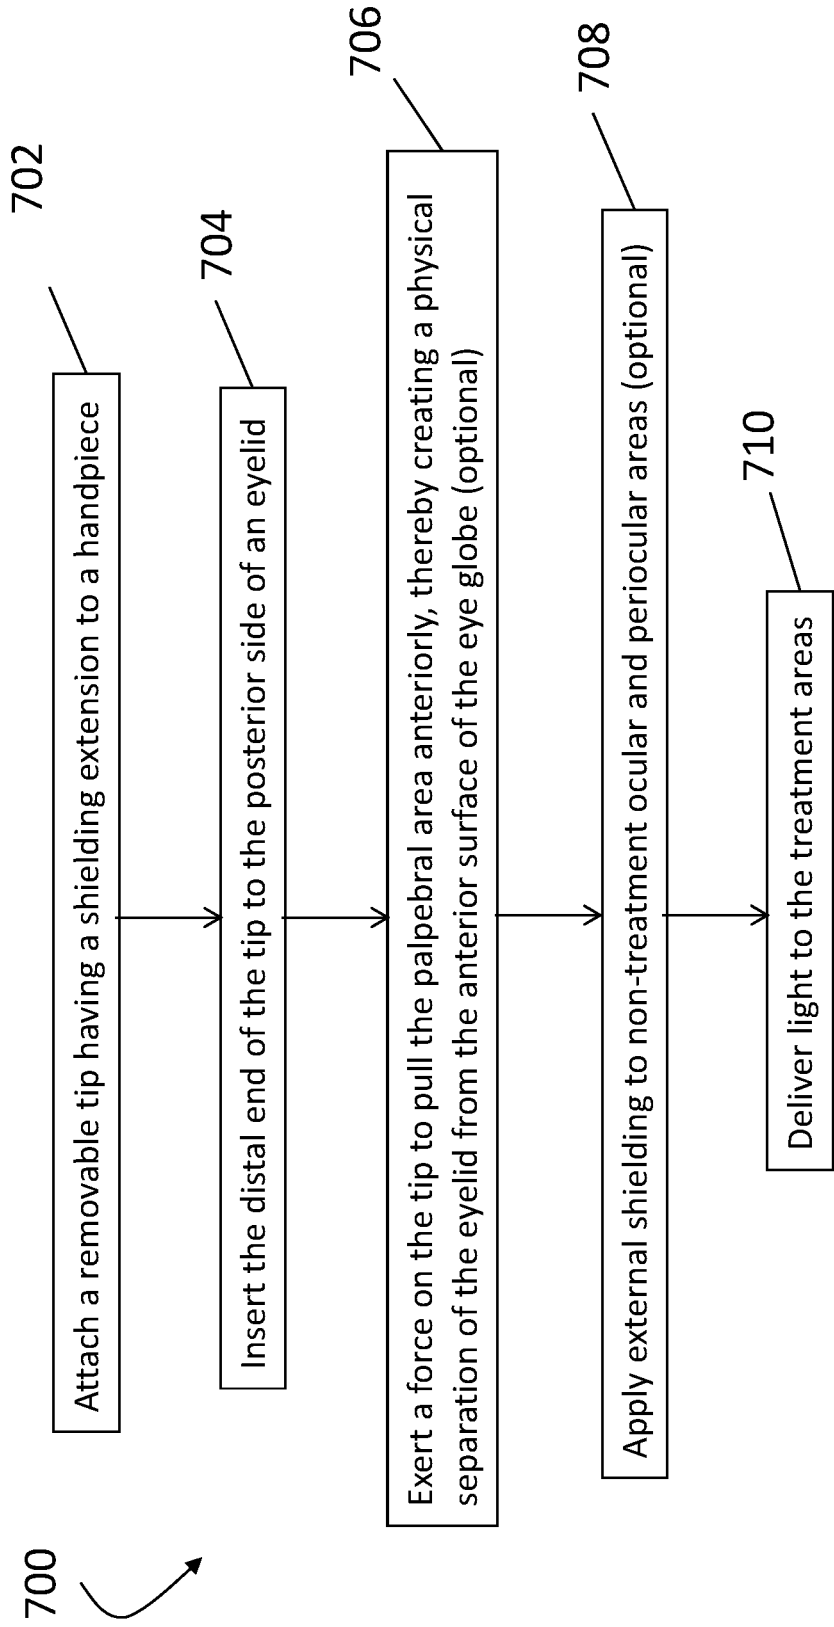 700
702
Attach a removable tip having a shielding extension to a handpiece
704
Insert the distal end of the tip to the posterior side of an eyelid
706
Exert a force on the tip to pull the palpebral area anteriorly, thereby creating a physical
separation of the eyelid from the anterior surface of the eye globe (optional)
708
Apply external shielding to non-treatment ocular and periocular areas (optional)
710
Deliver light to the treatment areas